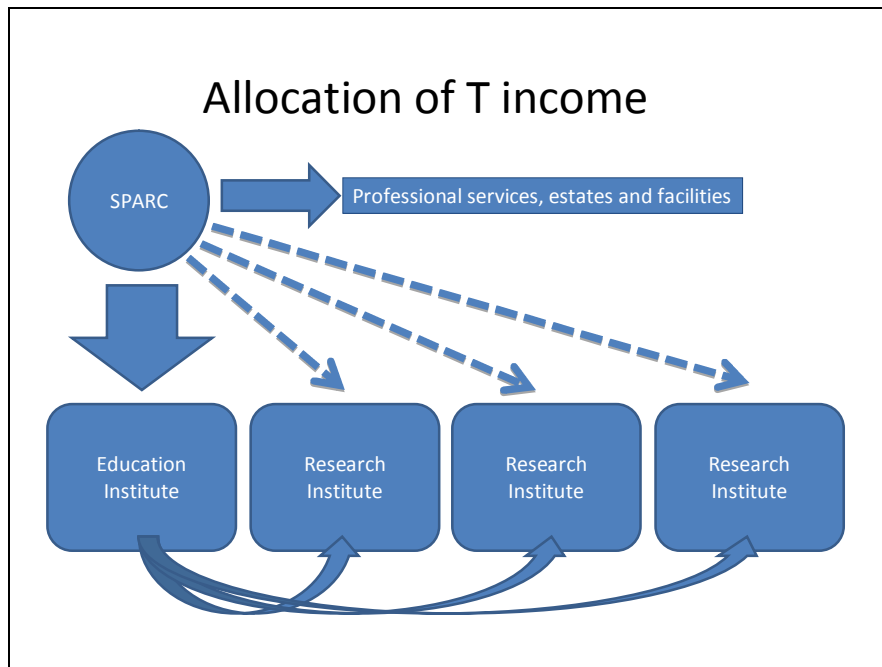 Allocation of T income
SPARC
Professional services, estates and facilities
Education
Institute
Research
Institute
Research
Institute
Research
Institute